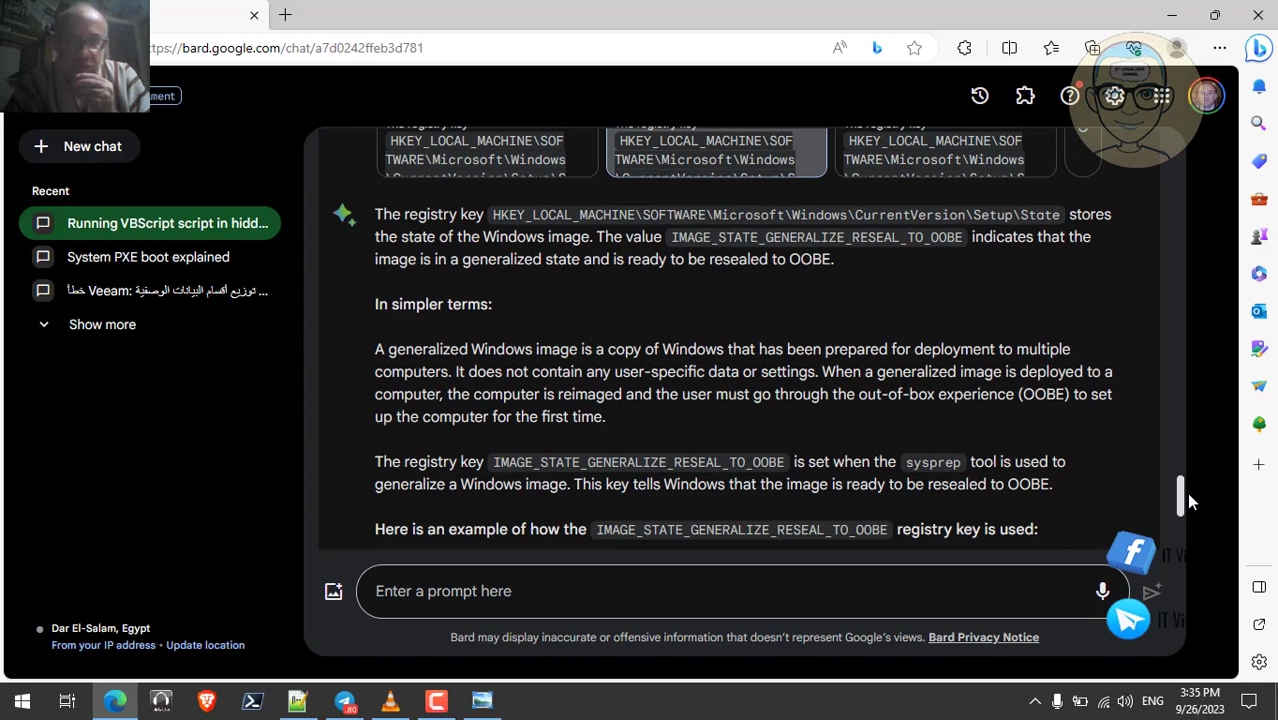 ttps://bard.google.com/chat/a7d0242ffeb3d781
ment
New chat
Recent
Running VBScript script in hidd...
System PXE boot explained
خطأ Veeam: توزيع أقسام البيانات الوصفية ...
Show more
HKEY_LOCAL_MACHINE\SOF
TWARE\Microsoft\Windows
HKEY_LOCAL_MACHINE\SOF
TWARE\Microsoft\Windows
HKEY_LOCAL_MACHINE\SOF
TWARE\Microsoft\Windows
The registry key HKEY_LOCAL_MACHINE\SOFTWARE\Microsoft\Windows\CurrentVersion\Setup\State stores
the state of the Windows image. The value IMAGE_STATE_GENERALIZE_RESEAL_TO_OOBE indicates that the
image is in a generalized state and is ready to be resealed to OOBE.
In simpler terms:
A generalized Windows image is a copy of Windows that has been prepared for deployment to multiple
computers. It does not contain any user-specific data or settings. When a generalized image is deployed to a
computer, the computer is reimaged and the user must go through the out-of-box experience (OOBE) to set
up the computer for the first time.
The registry key IMAGE_STATE_GENERALIZE_RESEAL_TO_OOBE is set when the sysprep tool is used to
generalize a Windows image. This key tells Windows that the image is ready to be resealed to OOBE.
Here is an example of how the IMAGE_STATE_GENERALIZE_RESEAL_TO_OOBE registry key is used:
Enter a prompt here
Bard may display inaccurate or offensive information that doesn't represent Google's views. Bard Privacy Notice
Dar El-Salam, Egypt
From your IP address • Update location
IT Vi
80
ENG
3:35 PM
9/26/2023